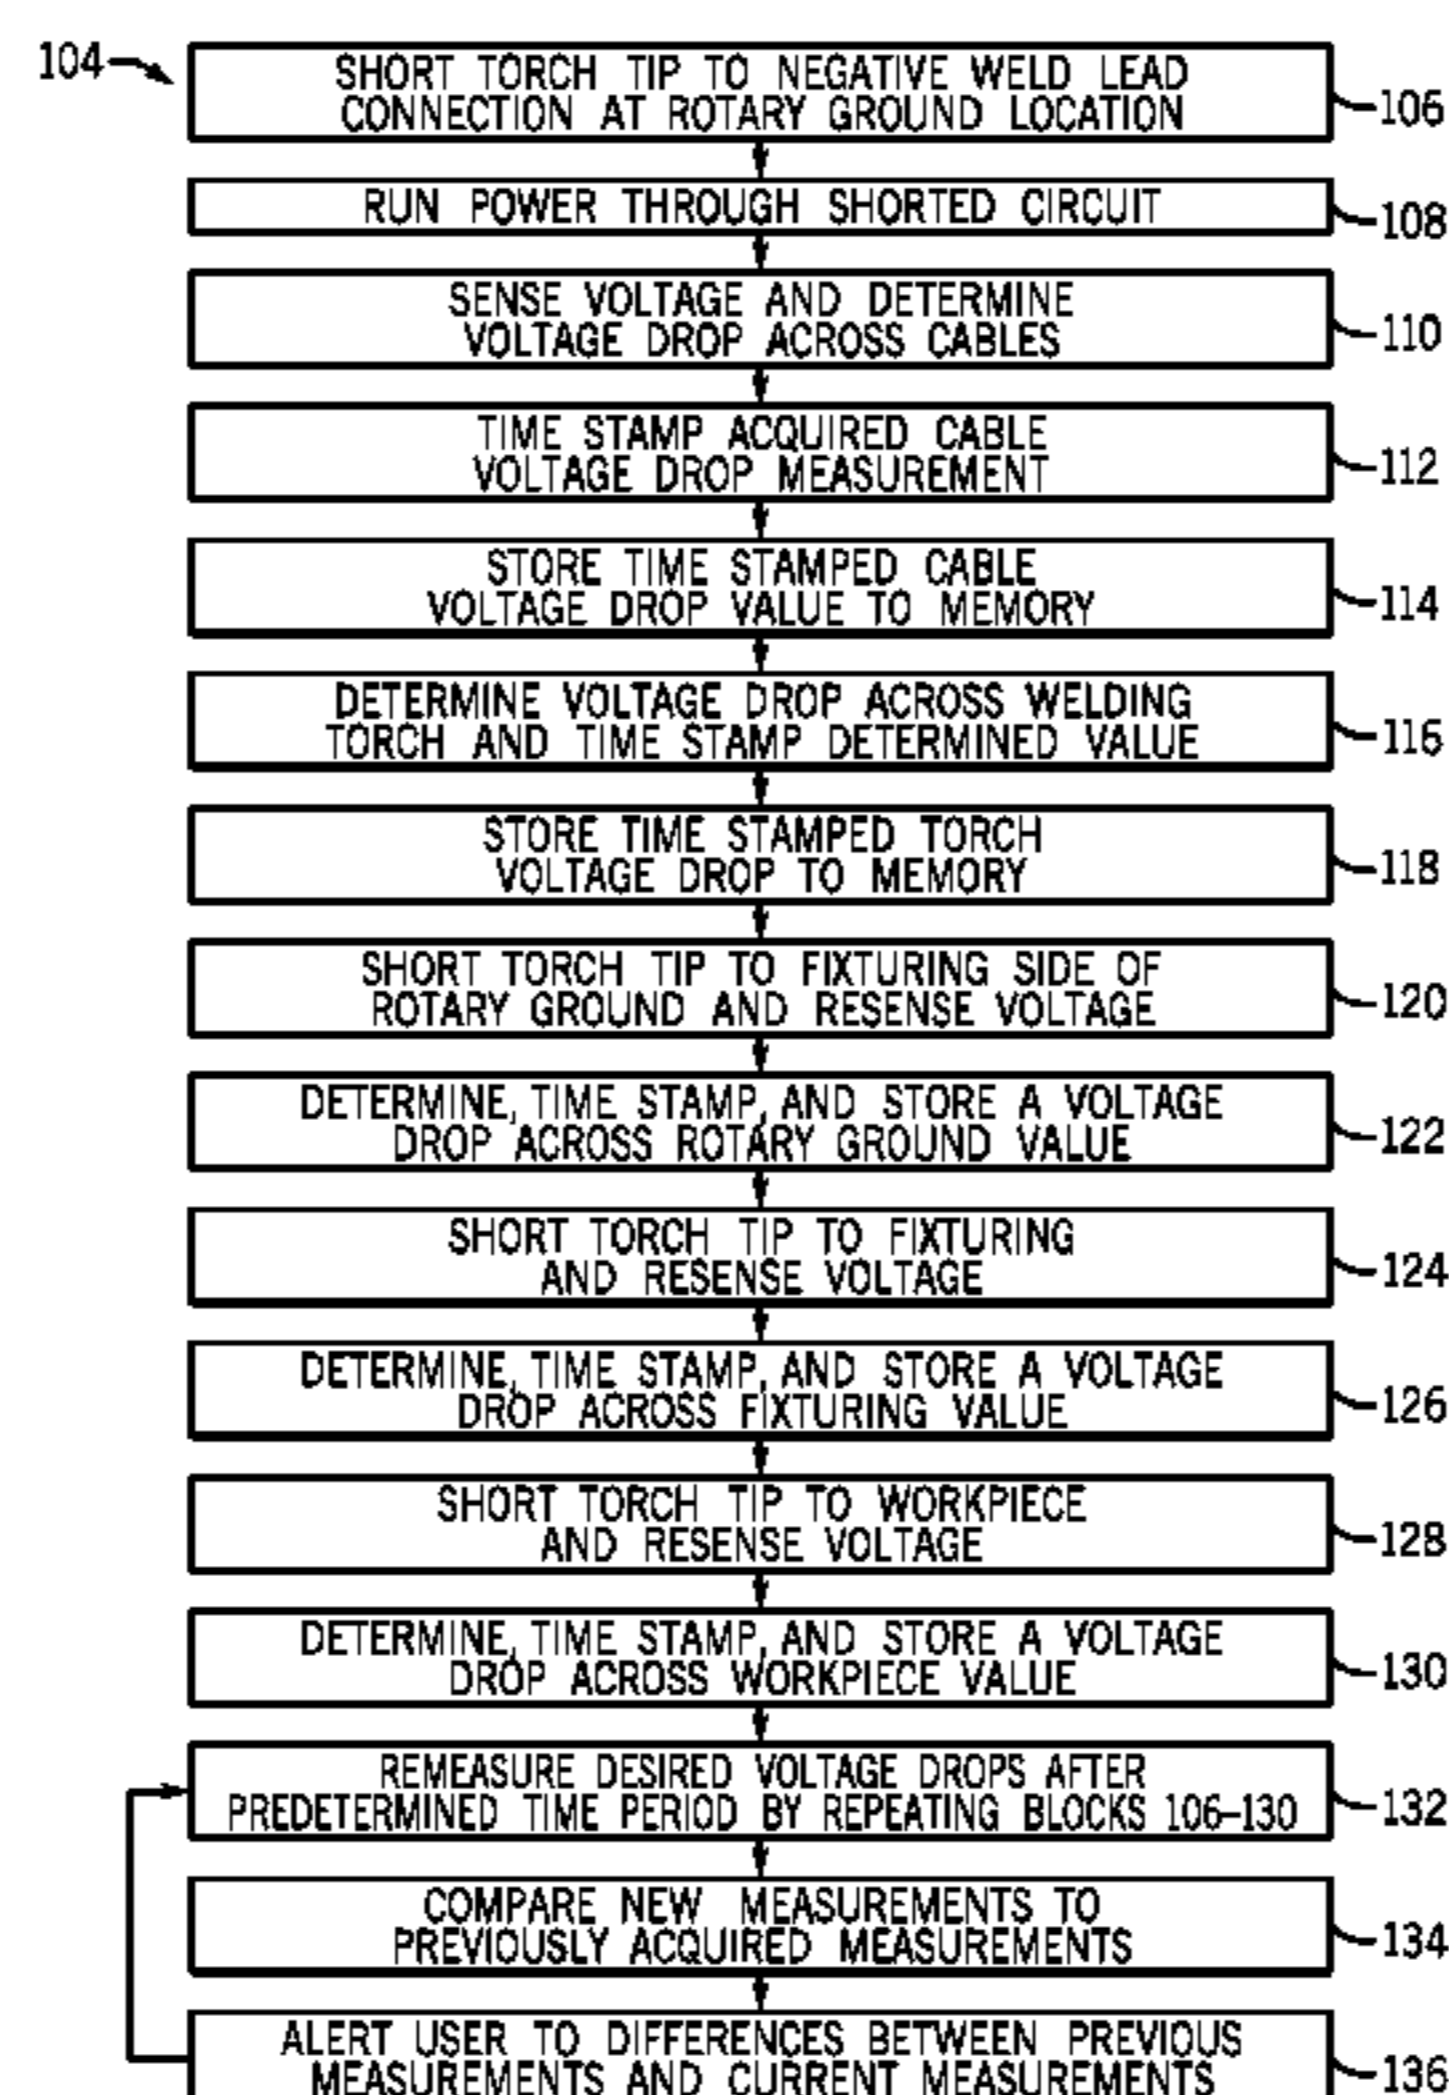 104
SHORT TORCH TIP TO NEGATIVE WELD LEAD
CONNECTION AT ROTARY GROUND LOCATION
106
RUN POWER THROUGH SHORTED CIRCUIT
108
SENSE VOLTAGE AND DETERMINE
VOLTAGE DROP ACROSS CABLES
110
TIME STAMP ACQUIRED CABLE
VOLTAGE DROP MEASUREMENT
112
STORE TIME STAMPED CABLE
VOLTAGE DROP VALUE TO MEMORY
114
DETERMINE VOLTAGE DROP ACROSS WELDING
TORCH AND TIME STAMP DETERMINED VALUE
116
STORE TIME STAMPED TORCH
VOLTAGE DROP TO MEMORY
118
SHORT TORCH TIP TO FIXTURING SIDE OF
ROTARY GROUND AND RESENSE VOLTAGE
120
DETERMINE, TIME STAMP, AND STORE A VOLTAGE
DROP ACROSS ROTARY GROUND VALUE
122
SHORT TORCH TIP TO FIXTURING
AND RESENSE VOLTAGE
124
DETERMINE, TIME STAMP, AND STORE A VOLTAGE
DROP ACROSS FIXTURING VALUE
126
SHORT TORCH TIP TO WORKPIECE
AND RESENSE VOLTAGE
128
DETERMINE, TIME STAMP, AND STORE A VOLTAGE
DROP ACROSS WORKPIECE VALUE
130
REMEASURE DESIRED VOLTAGE DROPS AFTER
PREDETERMINED TIME PERIOD BY REPEATING BLOCKS 106–130
132
COMPARE NEW MEASUREMENTS TO
PREVIOUSLY ACQUIRED MEASUREMENTS
134
ALERT USER TO DIFFERENCES BETWEEN PREVIOUS
MEASUREMENTS AND CURRENT MEASUREMENTS
136